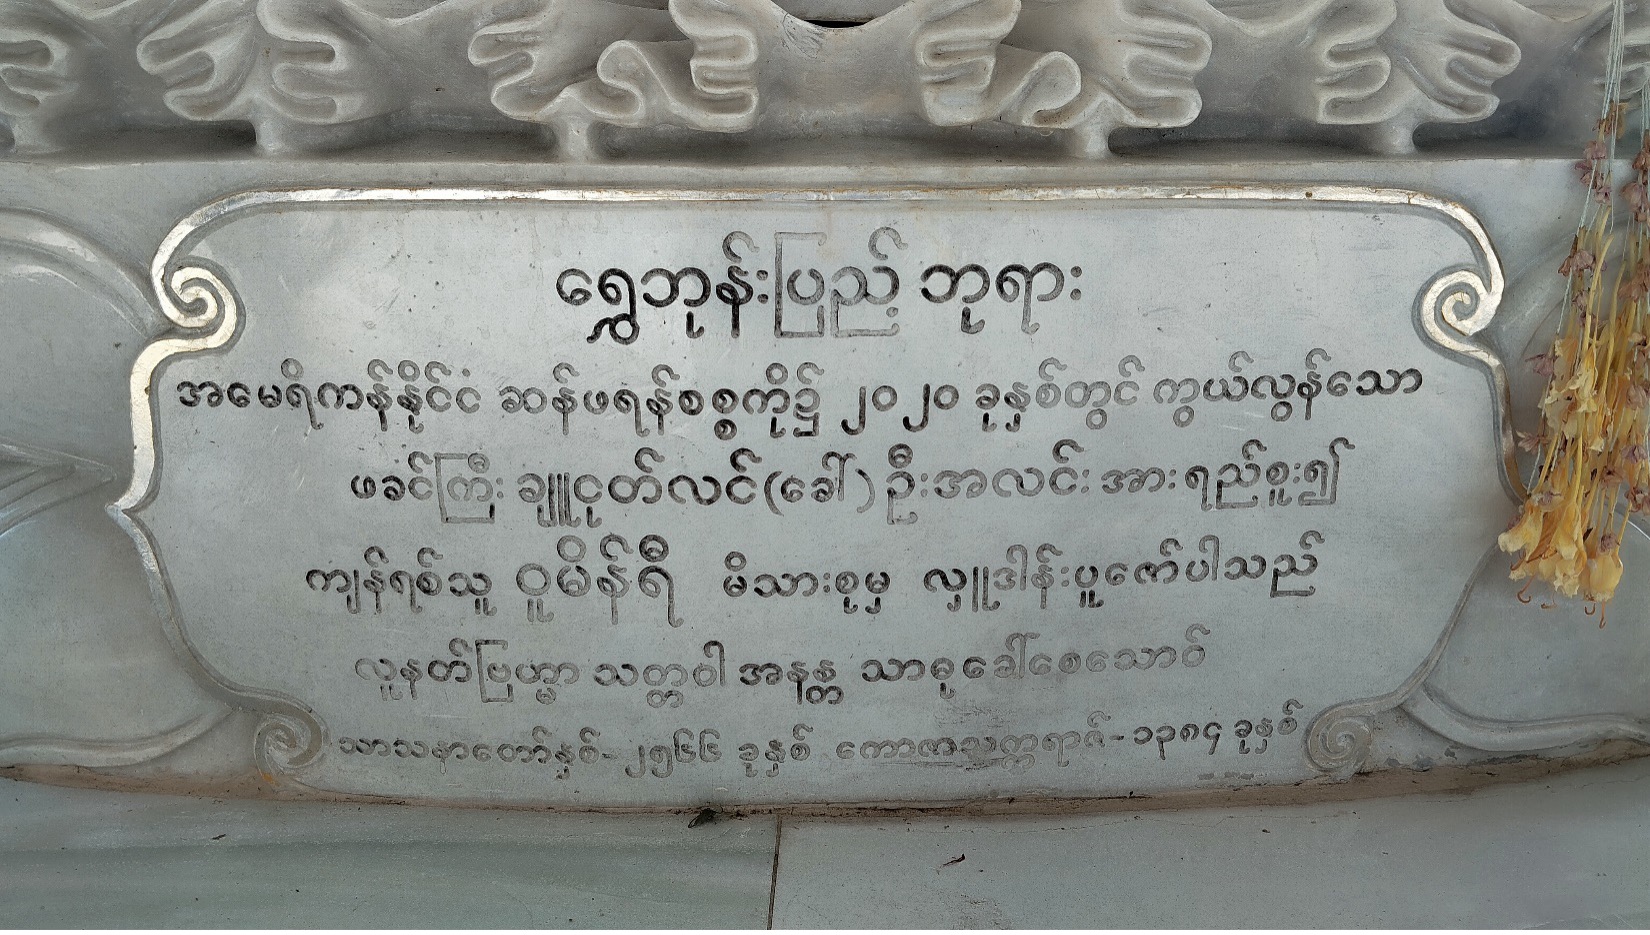 ရွှေဘုန်းပြည့် ဘုရား
အမေရိကန်နိုင်ငံ ဆန်ဖရန်စစ္စကို၌ ၂၀၂၀ ခုနှစ်တွင် ကွယ်လွန်သော
ဖခင်ကြီး ချူငုတ်လင်(ခေါ်)ဦးအလင်းအားရည်စူး၍
ကျန်ရစ်သူ ဝူမိန်ရီ မိသားစုမှ လှူဒါန်းပူဇော်ပါသည်
လူနတ်ဗြဟ္မာ သတ္တဝါ အနန္တ သာဓုခေါ်စေသောဝ်
သာသနာတော်နှစ်-၂၅၆၆ ခုနှစ် ကောဇာသက္ကရာဇ်-၁၃၈၄ ခုနှစ်